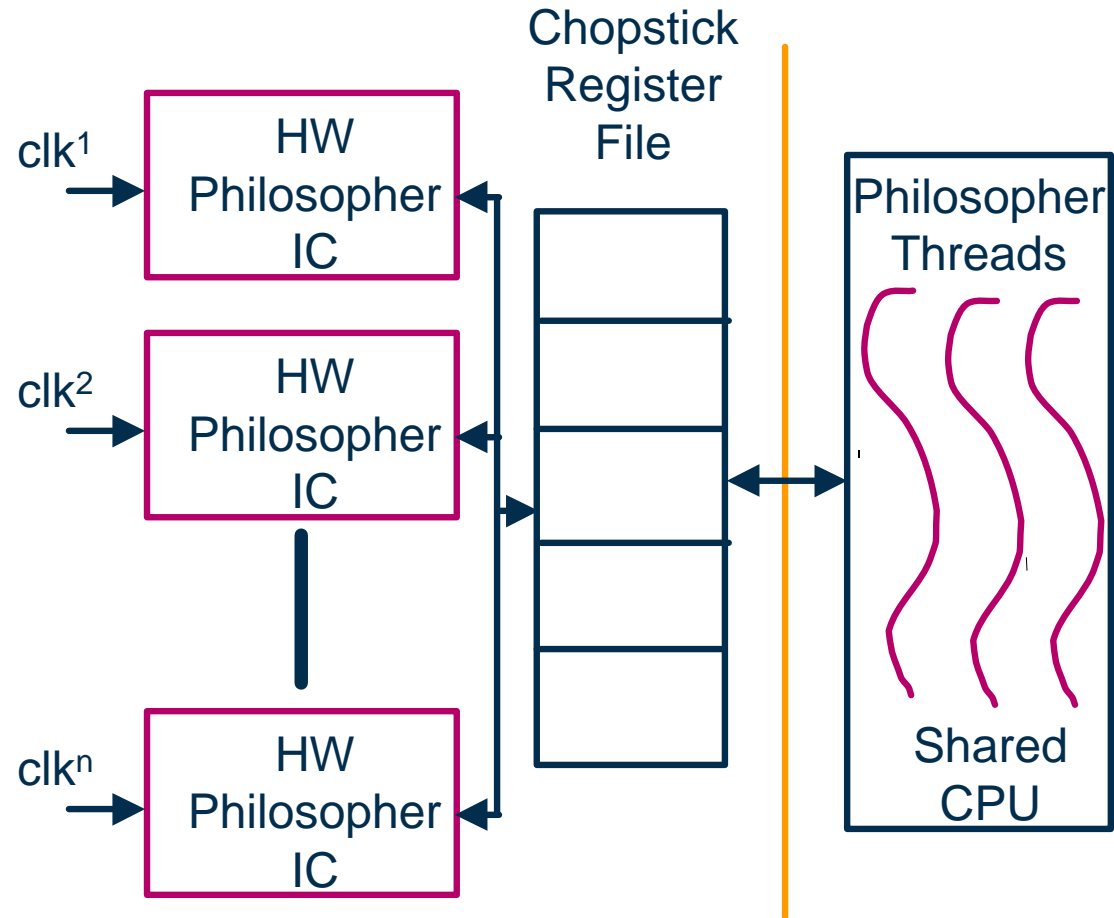 Chopstick
Register
File
clk¹
HW
Philosopher
IC
clk²
HW
Philosopher
IC
clkⁿ
HW
Philosopher
IC
Philosopher
Threads
Shared
CPU